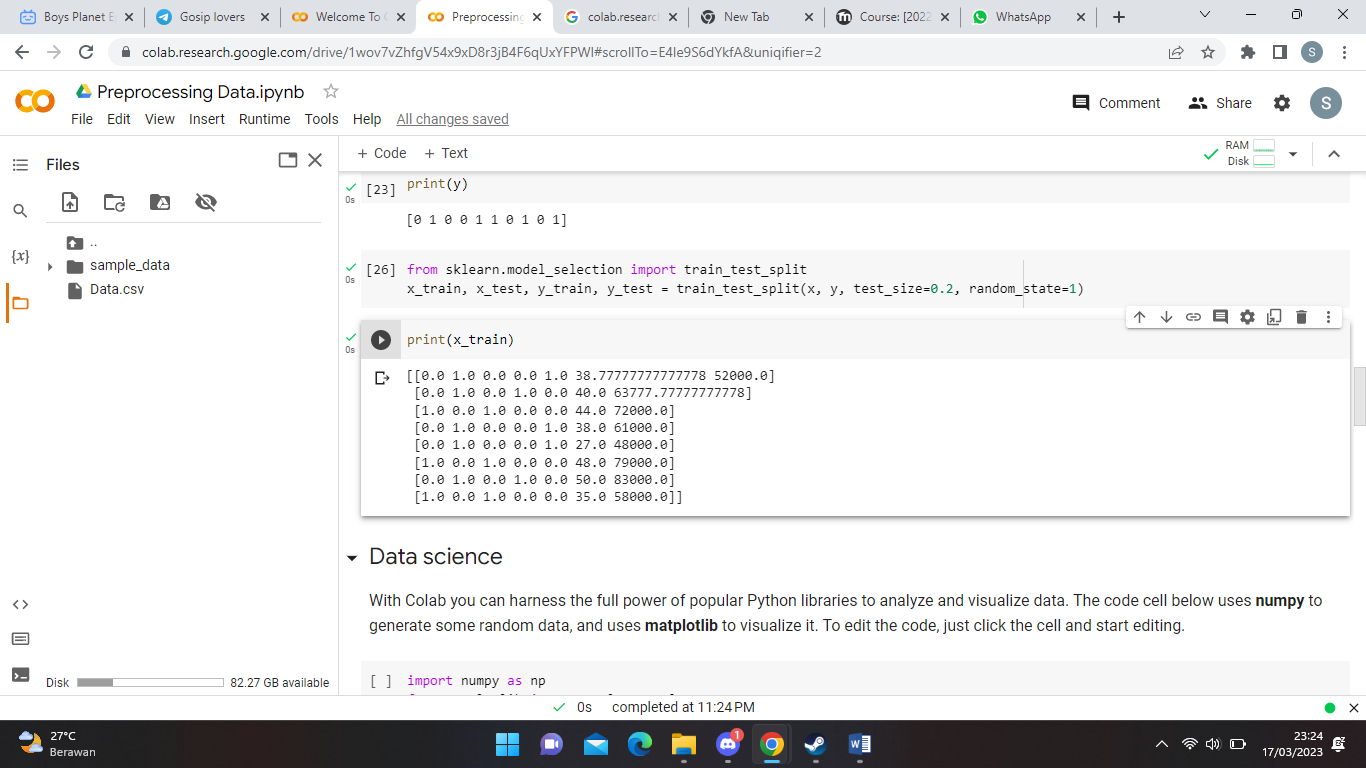 Boys Planet E
Gosip lovers
Welcome To C
Preprocessing
colab.research
New Tab
Course: [2022
WhatsApp
colab.research.google.com/drive/1wov7vZhfgV54x9xD8r3jB4F6qUxYFPWl#scrollTo=E4Ie9S6dYkfA&uniqifier=2
S
Preprocessing Data.ipynb
Comment
Share
S
File Edit View Insert Runtime Tools Help All changes saved
Files
+ Code + Text
RAM
Disk
..
sample_data
Data.csv
{x}
[23] print(y)
0s
[0 1 0 0 1 1 0 1 0 1]
[26] from sklearn.model_selection import train_test_split
0s
x_train, x_test, y_train, y_test = train_test_split(x, y, test_size=0.2, random_state=1)
print(x_train)
0s
[[0.0 1.0 0.0 0.0 1.0 38.77777777777778 52000.0]
[0.0 1.0 0.0 1.0 0.0 40.0 63777.77777777778]
[1.0 0.0 1.0 0.0 0.0 44.0 72000.0]
[0.0 1.0 0.0 0.0 1.0 38.0 61000.0]
[0.0 1.0 0.0 0.0 1.0 27.0 48000.0]
[1.0 0.0 1.0 0.0 0.0 48.0 79000.0]
[0.0 1.0 0.0 1.0 0.0 50.0 83000.0]
[1.0 0.0 1.0 0.0 0.0 35.0 58000.0]]
Data science
With Colab you can harness the full power of popular Python libraries to analyze and visualize data. The code cell below uses numpy to
generate some random data, and uses matplotlib to visualize it. To edit the code, just click the cell and start editing.
[ ] import numpy as np
Disk 82.27 GB available
0s completed at 11:24 PM
27°C
Berawan
1
23:24
17/03/2023